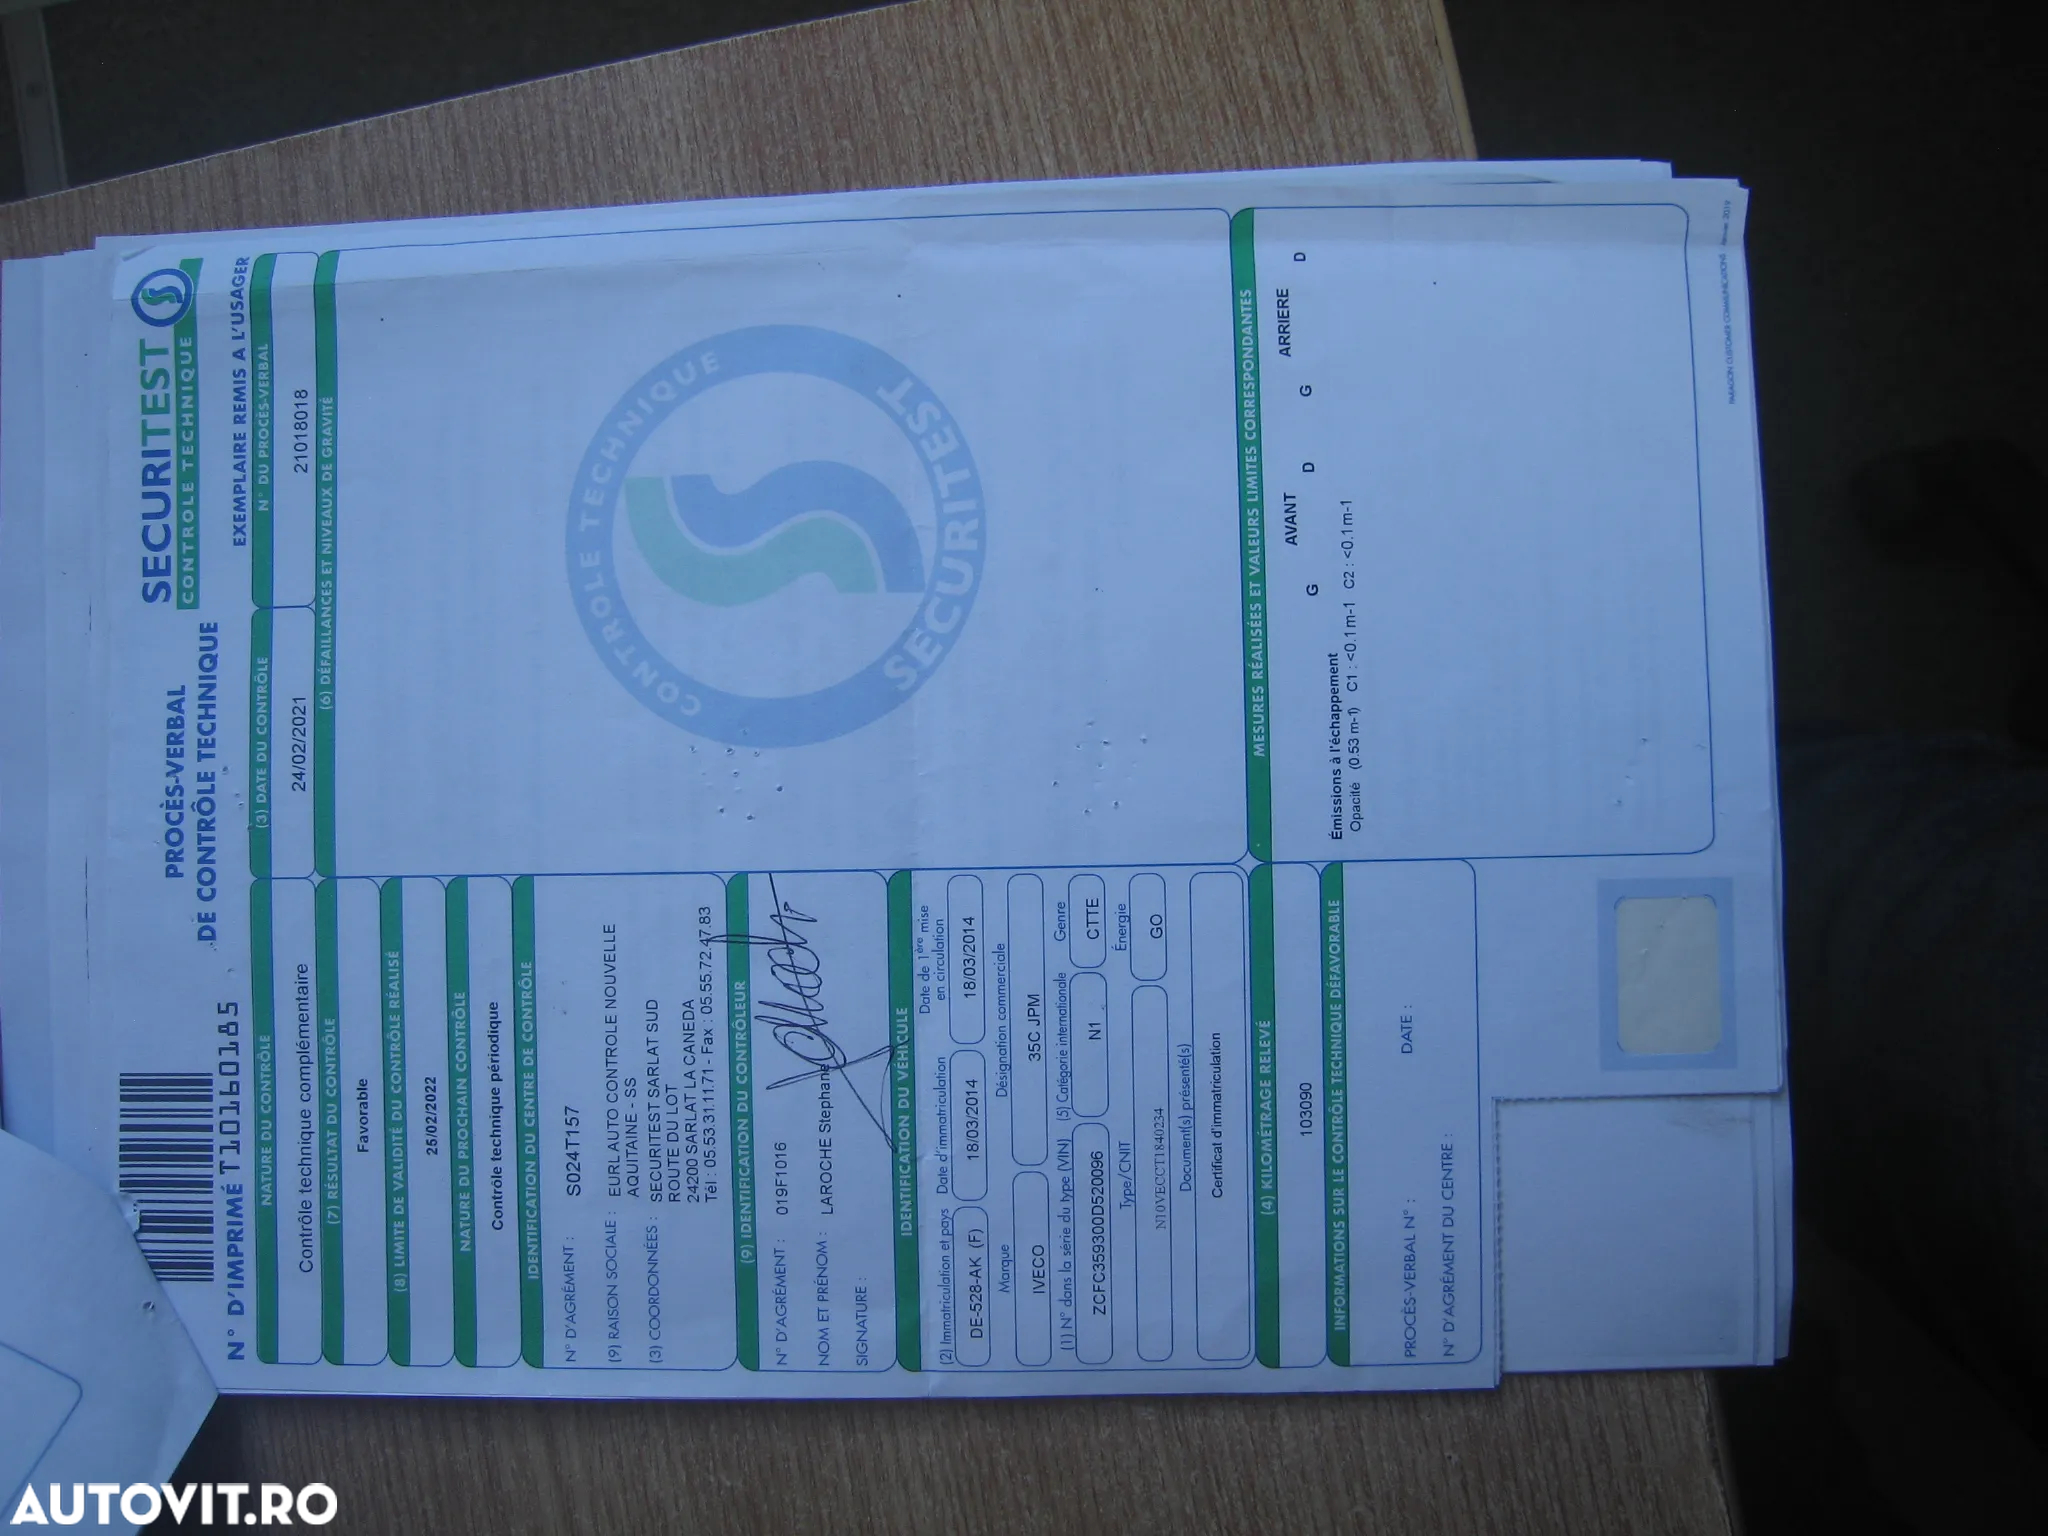 PROCÈS-VERBAL
DE CONTRÔLE TECHNIQUE
SECURITEST
CONTROLE TECHNIQUE
N° D'IMPRIMÉ T10160185
EXEMPLAIRE REMIS A L'USAGER
NATURE DU CONTRÔLE
Contrôle technique complémentaire
(3) DATE DU CONTRÔLE
24/02/2021
N° DU PROCÈS-VERBAL
21018018
(7) RÉSULTAT DU CONTRÔLE
Favorable
(8) LIMITE DE VALIDITÉ DU CONTRÔLE RÉALISÉ
25/02/2022
NATURE DU PROCHAIN CONTRÔLE
Contrôle technique périodique
IDENTIFICATION DU CENTRE DE CONTRÔLE
N° D'AGRÉMENT : S024T157
(9) RAISON SOCIALE : EURL AUTO CONTROLE NOUVELLE
AQUITAINE - SS
(3) COORDONNÉES : SECURITEST SARLAT SUD
ROUTE DU LOT
24200 SARLAT LA CANEDA
Tél : 05.53.31.11.71 - Fax : 05.55.72.47.83
(9) IDENTIFICATION DU CONTRÔLEUR
N° D'AGRÉMENT : 019F1016
NOM ET PRÉNOM : LAROCHE Stephane
SIGNATURE :
IDENTIFICATION DU VÉHICULE
(2) Immatriculation et pays
DE-528-AK (F)
Date d'immatriculation
18/03/2014
Date de 1ère mise
en circulation
18/03/2014
Marque
IVECO
Désignation commerciale
35C JPM
(1) N° dans la série du type (VIN)
ZCFC359300D520096
(5) Catégorie internationale
N1
Genre
CTTE
Type/CNIT
N10VECCT1840234
Énergie
GO
Document(s) présenté(s)
Certificat d'immatriculation
(4) KILOMÉTRAGE RELEVÉ
103090
INFORMATIONS SUR LE CONTRÔLE TECHNIQUE DÉFAVORABLE
PROCÈS-VERBAL N° :
DATE :
N° D'AGRÉMENT DU CENTRE :
(6) DÉFAILLANCES ET NIVEAUX DE GRAVITÉ
CONTROLE TECHNIQUE
SECURITEST
MESURES RÉALISÉES ET VALEURS LIMITES CORRESPONDANTES
AVANT
ARRIERE
G
D
G
D
Émissions à l'échappement
Opacité (0.53 m-1) C1 : <0.1m-1 C2 : <0.1m-1
PARAGON CUSTOMER COMMUNICATIONS
2019
AUTOVIT.RO